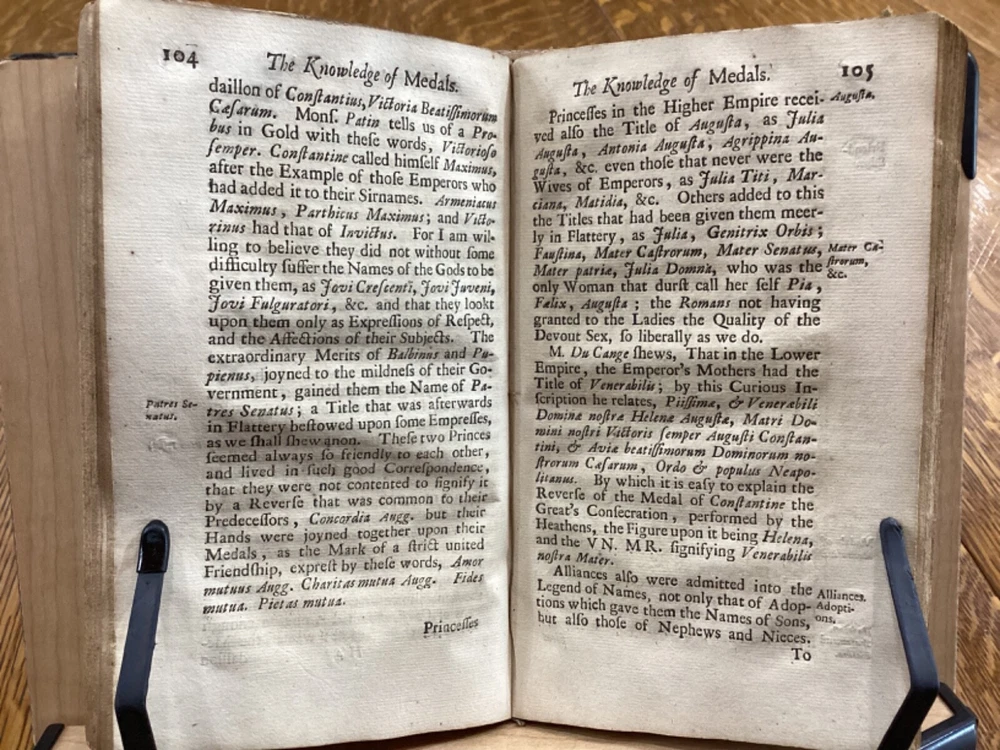 104
The Knowledge of Medals.
daillon of Conſtantius, Victoria Beatiſſimorum
Cæſarum. Monſ. Patin tells us of a Pro-
bus in Gold with theſe words, Victorioſo
ſemper. Conſtantine called himſelf Maximus,
after the Example of thoſe Emperors who
had added it to their Sirnames. Armeniacus
Maximus, Parthicus Maximus; and Victo-
rinus had that of Invictus. For I am wil-
ling to believe they did not without ſome
difficulty ſuffer the Names of the Gods to be
given them, as Jovi Creſcenti, Jovi Juveni,
Jovi Fulguratori, &c. and that they lookt
upon them only as Expreſſions of Reſpect,
and the Affections of their Subjects. The
extraordinary Merits of Balbinus and Pu-
pienus, joyned to the mildneſs of their Go-
vernment, gained them the Name of Pa-
Patres Se-
natus.
tres Senatus; a Title that was afterwards
in Flattery beſtowed upon ſome Empreſſes,
as we ſhall ſhew anon. Theſe two Princes
ſeemed always ſo friendly to each other,
and lived in ſuch good Correſpondence,
that they were not contented to ſignify it
by a Reverſe that was common to their
Predeceſſors, Concordia Augg. but their
Hands were joyned together upon their
Medals, as the Mark of a ſtrict united
Friendſhip, expreſt by theſe words, Amor
mutuus Augg. Charitas mutua Augg. Fides
mutua. Pietas mutua.
Princeſſes
The Knowledge of Medals.
105
Princeſſes in the Higher Empire recei-
Auguſtæ.
ved alſo the Title of Auguſta, as Julia
Auguſta, Antonia Auguſta, Agrippina Au-
guſta, &c. even thoſe that never were the
Wives of Emperors, as Julia Titi, Mar-
ciana, Matidia, &c. Others added to this
the Titles that had been given them meer-
ly in Flattery, as Julia, Genitrix Orbis;
Fauſtina, Mater Caſtrorum, Mater Senatus,
Mater Ca-
ſtrorum,
&c.
Mater patriæ, Julia Domna, who was the
only Woman that durſt call her ſelf Pia,
Fælix, Auguſta; the Romans not having
granted to the Ladies the Quality of the
Devout Sex, ſo liberally as we do.
M. Du Cange ſhews, That in the Lower
Empire, the Emperor's Mothers had the
Title of Venerabilis; by this Curious In-
ſcription he relates, Piiſſimæ, & Venerabili
Dominæ noſtræ Helenæ Auguſtæ, Matri Do-
mini noſtri Victoris ſemper Auguſti Conſtan-
tini, & Aviæ beatiſſimorum Dominorum no-
ſtrorum Cæſarum, Ordo & populus Neapo-
litanus. By which it is eaſy to explain the
Reverſe of the Medal of Conſtantine the
Great's Conſecration, performed by the
Heathens, the Figure upon it being Helena,
and the V N. M R. ſignifying Venerabilis
noſtra Mater.
Alliances alſo were admitted into the
Alliances.
Legend of Names, not only that of Adop-
Adopti-
ons.
tions which gave them the Names of Sons,
but alſo thoſe of Nephews and Nieces.
To